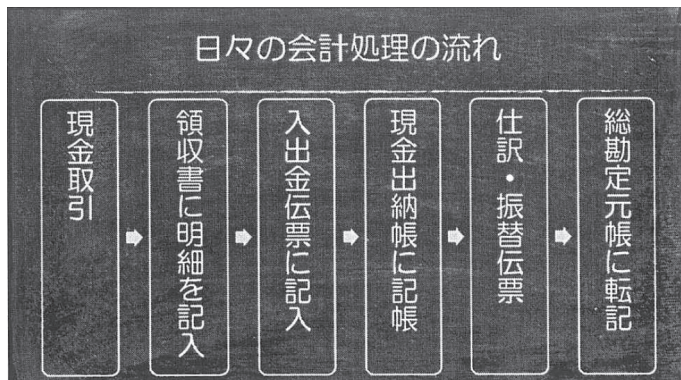 日々の会計処理の流れ
現金取引
領収書に明細を記入
入出金伝票に記入
現金出納帳に記帳
仕訳・振替伝票
総勘定元帳に転記